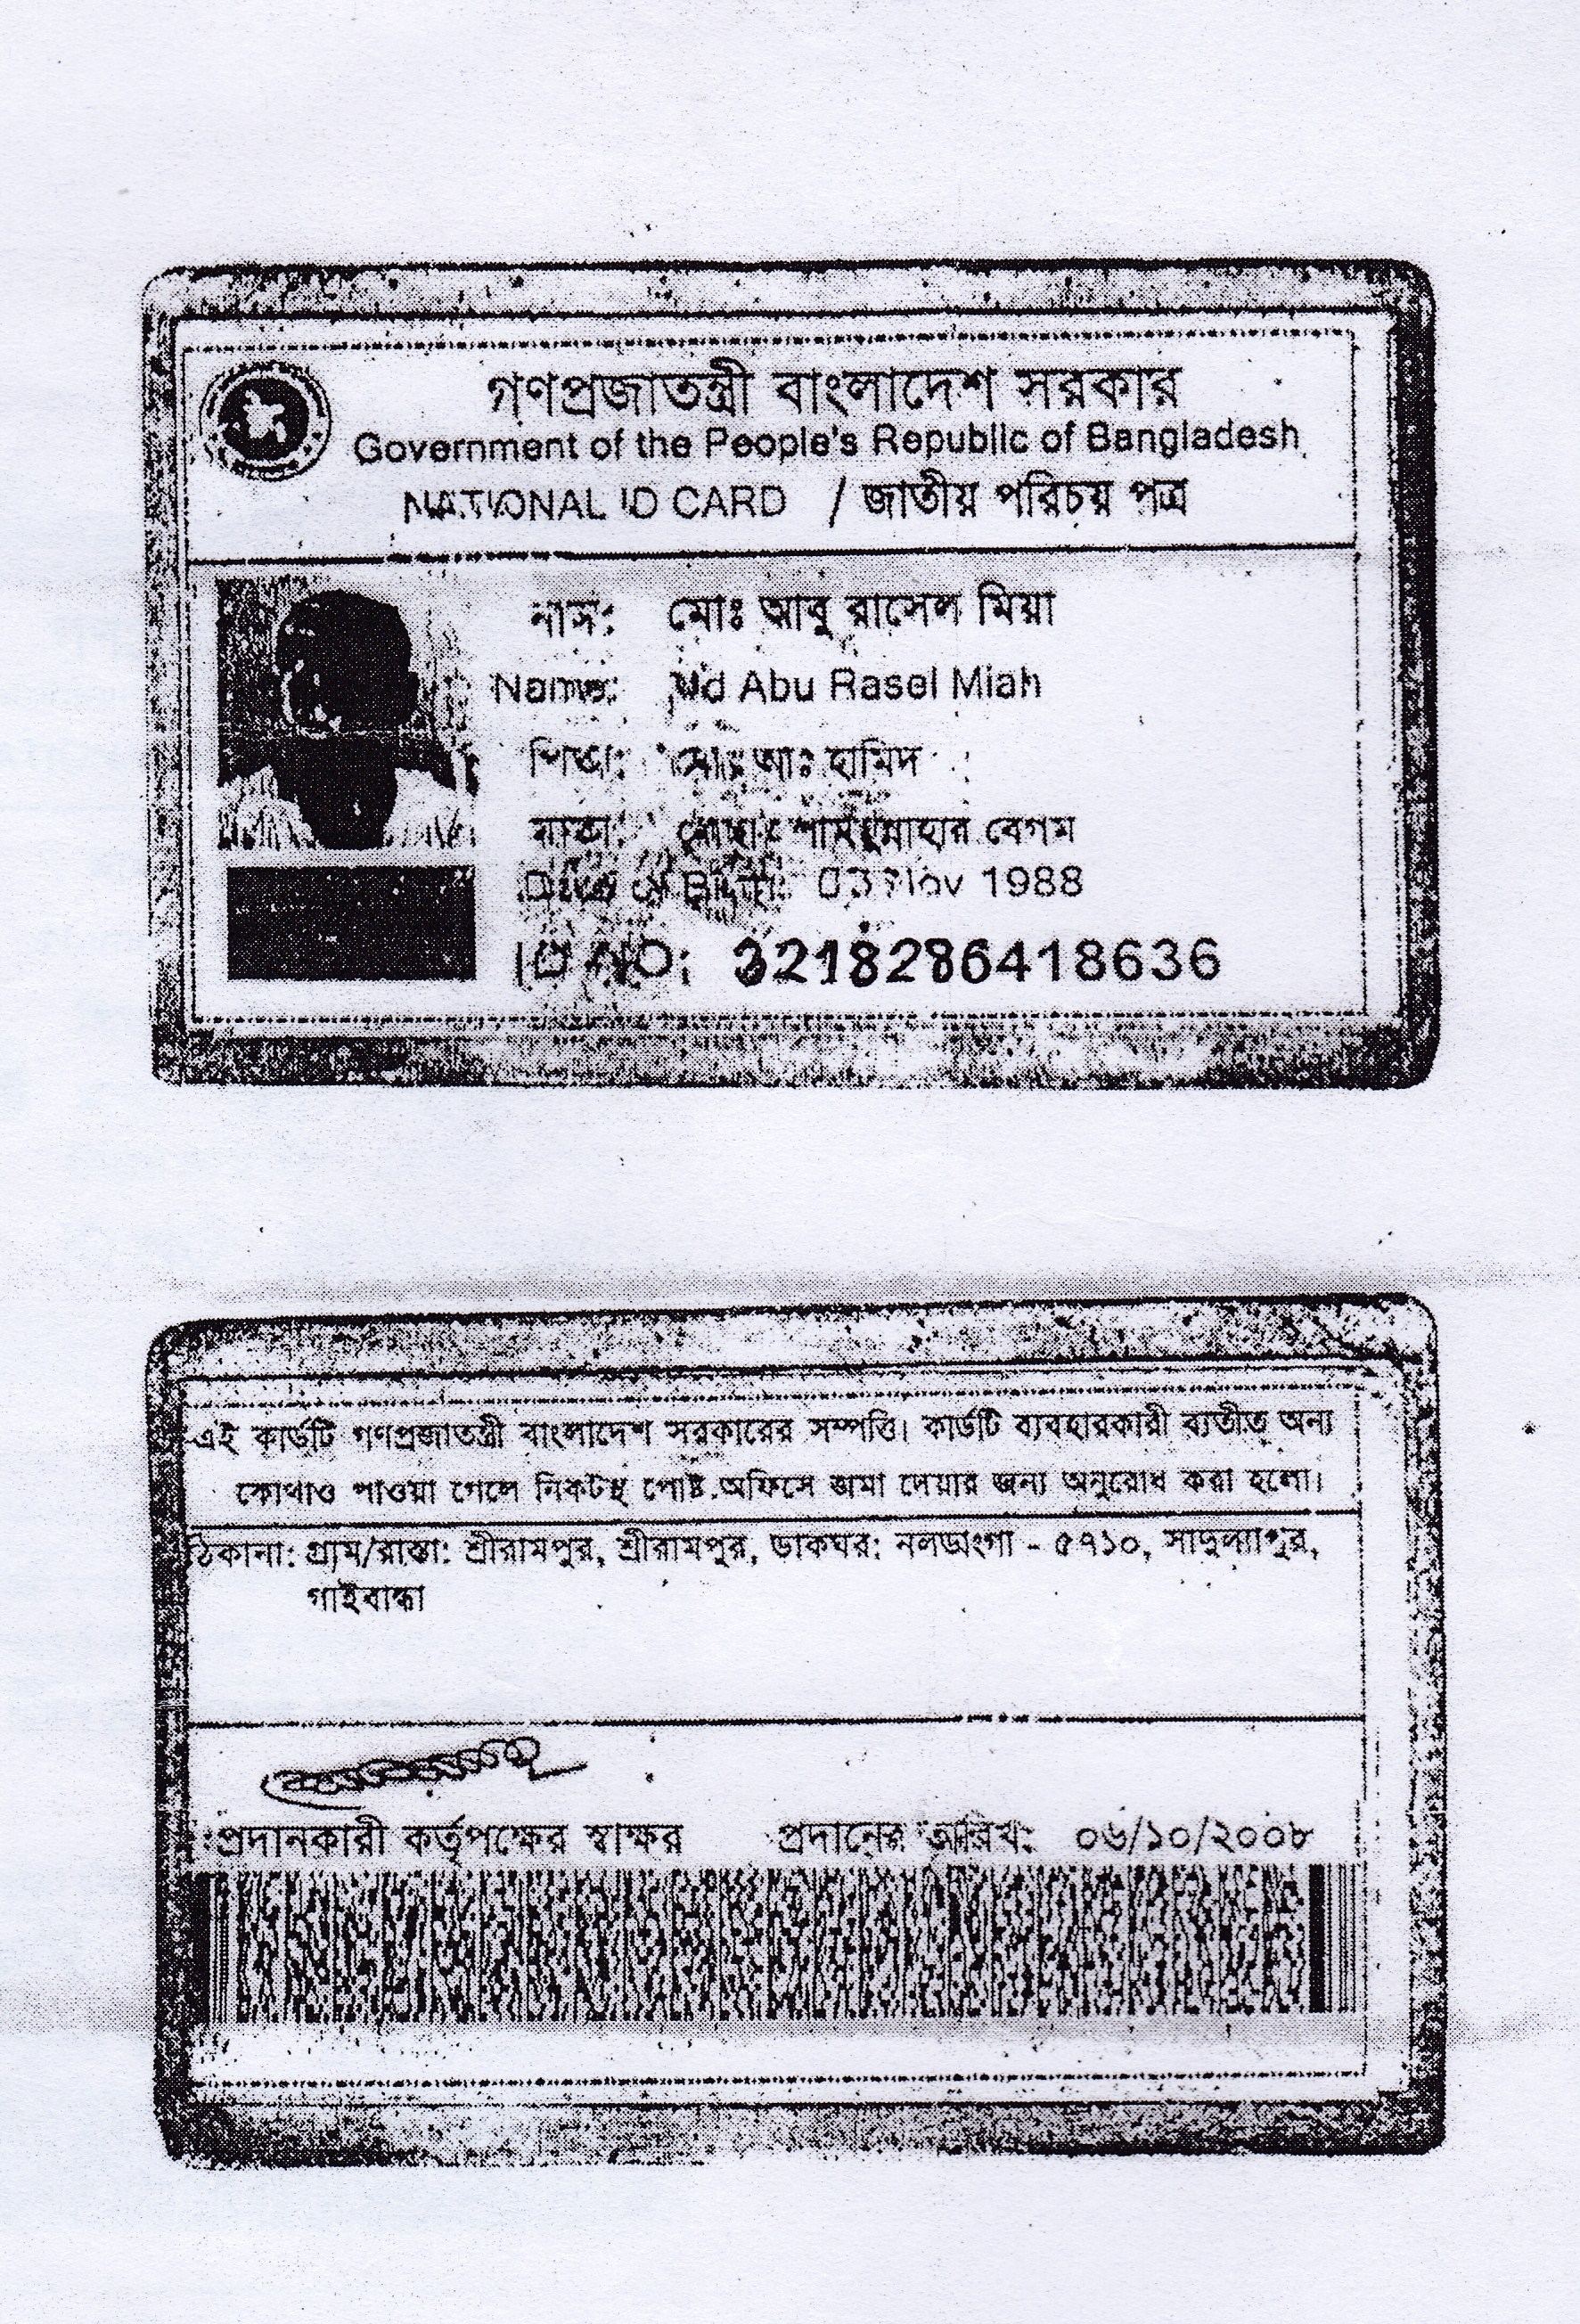 গণপ্রজাতন্ত্রী বাংলাদেশ সরকার
Government of the People's Republic of Bangladesh
NATIONAL ID CARD / জাতীয় পরিচয় পত্র
নাম: মোঃ আবু রাসেল মিয়া
Name: Md Abu Rasel Miah
পিতা: মোঃ আঃ হামিদ
মাতা: মোছাঃ শামছুন্নাহার বেগম
Date of Birth: Nov 1988
ID NO: 3218286418636
এই কার্ডটি গণপ্রজাতন্ত্রী বাংলাদেশ সরকারের সম্পত্তি। কার্ডটি ব্যবহারকারী ব্যতীত অন্য
কোথাও পাওয়া গেলে নিকটস্থ পোষ্ট অফিসে জমা দেয়ার জন্য অনুরোধ করা হলো।
ঠিকানা: গ্রাম/রাস্তা: শ্রীরামপুর, শ্রীরামপুর, ডাকঘর: নলডাংগা - ৫৭১০, সাদুল্যাপুর,
গাইবান্ধা
প্রদানকারী কর্তৃপক্ষের স্বাক্ষর প্রদানের তারিখ: ০৬/১০/২০০৮